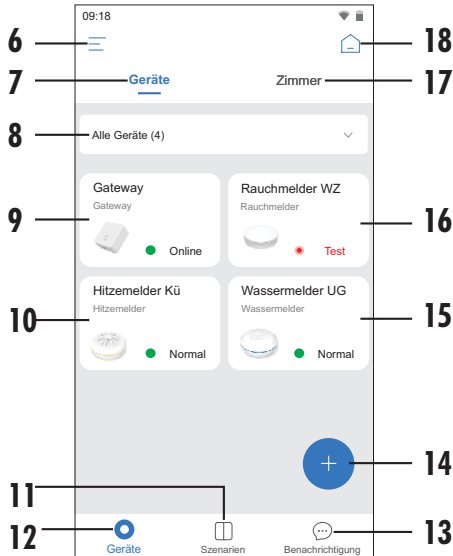 09:18
6
18
7
Geräte
Zimmer
17
8
Alle Geräte (4)
Gateway
Gateway
9
Online
Rauchmelder WZ
Rauchmelder
16
Test
Hitzemelder Kü
Hitzemelder
10
Normal
Wassermelder UG
Wassermelder
15
Normal
14
11
12
13
Geräte
Szenarien
Benachrichtigung